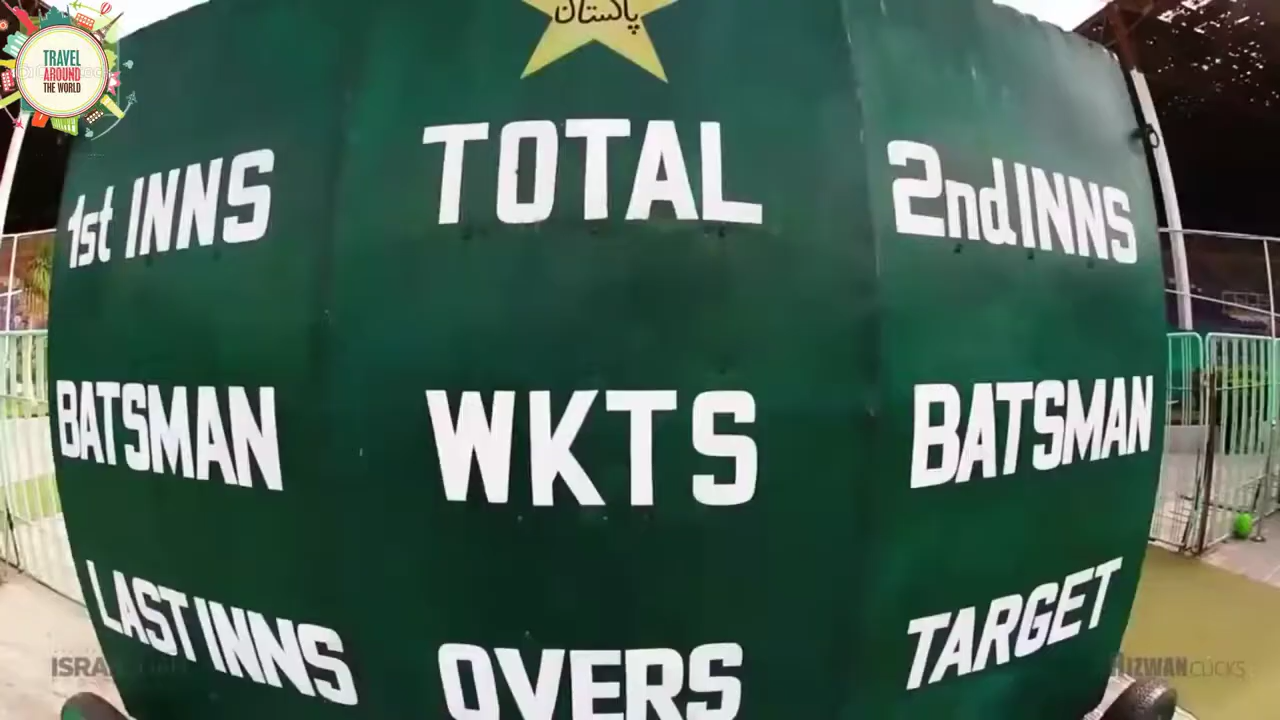 پاکستان
TRAVEL
AROUND
THE WORLD
1st INNS
TOTAL
2nd INNS
BATSMAN
WKTS
BATSMAN
LAST INNS
OVERS
TARGET
RIZWANCLICKS